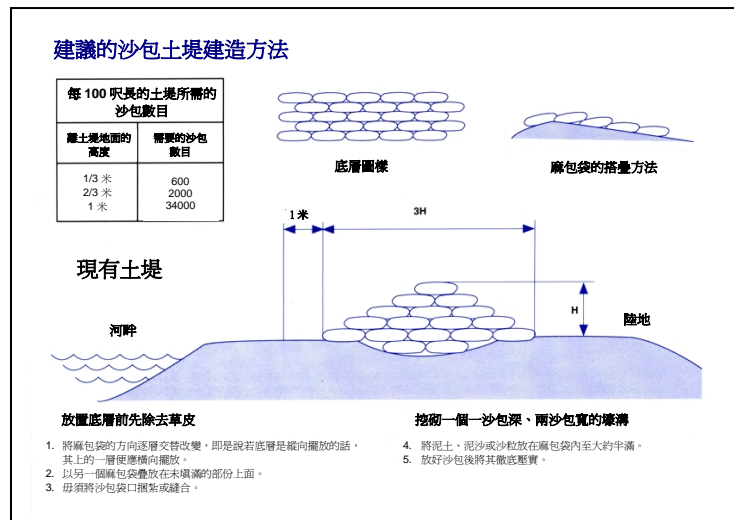 建議的沙包土堤建造方法
每 100 呎長的土堤所需的
沙包數目
離土堤地面的
高度
需要的沙包
數目
1/3 米
600
2/3 米
2000
1 米
34000
底層圖樣
麻包袋的搭疊方法
1 米
3H
現有土堤
H
河畔
陸地
放置底層前先除去草皮
挖砌一個一沙包深、兩沙包寬的壕溝
1. 將麻包袋的方向逐層交替改變，即是說若底層是縱向擺放的話，
其上的一層便應橫向擺放。
2. 以另一個麻包袋疊放在未填滿的部份上面。
3. 毋須將沙包袋口捆紮或縫合。
4. 將泥土、泥沙或沙粒放在麻包袋內至大約半滿。
5. 放好沙包後將其徹底壓實。